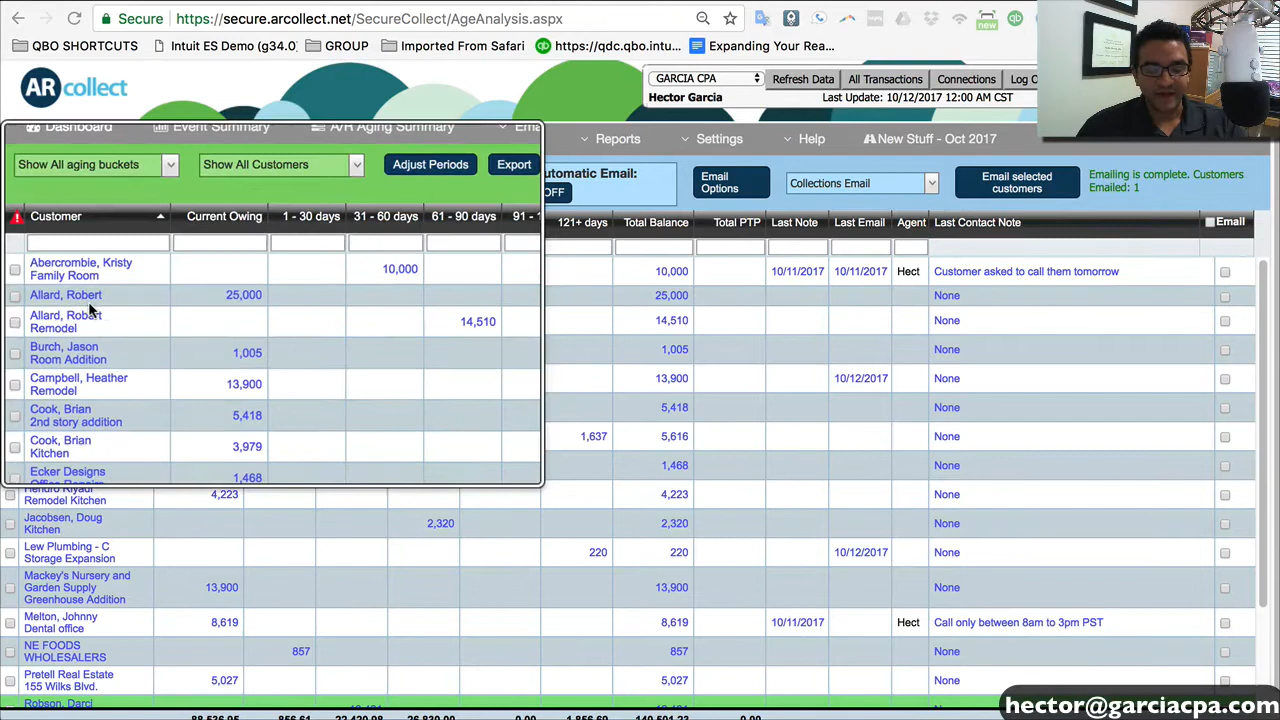 Secure
https://secure.arcollect.net/SecureCollect/AgeAnalysis.aspx
new
QBO SHORTCUTS
Intuit ES Demo (g34.0)
GROUP
Imported From Safari
https://qdc.qbo.intu...
Expanding Your Rea...
AR collect
GARCIA CPA
Refresh Data
All Transactions
Connections
Hector Garcia
Last Update: 10/12/2017 12:00 AM CST
Dashboard
Event Summary
A/R Aging Summary
Reports
Settings
Help
New Stuff - Oct 2017
Show All aging buckets
Show All Customers
Adjust Periods
Export
utomatic Email:
OFF
Email Options
Collections Email
Email selected customers
Emailing is complete. Customers
Emailed: 1
Customer
Current Owing
1 - 30 days
31 - 60 days
61 - 90 days
121+ days
Total Balance
Total PTP
Last Note
Last Email
Agent
Last Contact Note
Email
Abercrombie, Kristy
Family Room
10,000
10,000
10/11/2017
10/11/2017
Hect
Customer asked to call them tomorrow
Allard, Robert
25,000
25,000
None
Allard, Robert
Remodel
14,510
14,510
None
Burch, Jason
Room Addition
1,005
1,005
None
Campbell, Heather
Remodel
13,900
13,900
10/12/2017
None
Cook, Brian
2nd story addition
5,418
5,418
None
Cook, Brian
Kitchen
3,979
1,637
5,616
None
Ecker Designs
1,468
1,468
None
Remodel Kitchen
4,223
4,223
None
Jacobsen, Doug
Kitchen
2,320
2,320
None
Lew Plumbing - C
Storage Expansion
220
220
10/12/2017
None
Mackey's Nursery and
Garden Supply
Greenhouse Addition
13,900
13,900
None
Melton, Johnny
Dental office
8,619
8,619
10/11/2017
Hect
Call only between 8am to 3pm PST
NE FOODS
WHOLESALERS
857
857
None
Pretell Real Estate
155 Wilks Blvd.
5,027
5,027
None
Robson, Darci
hector@garciacpa.com